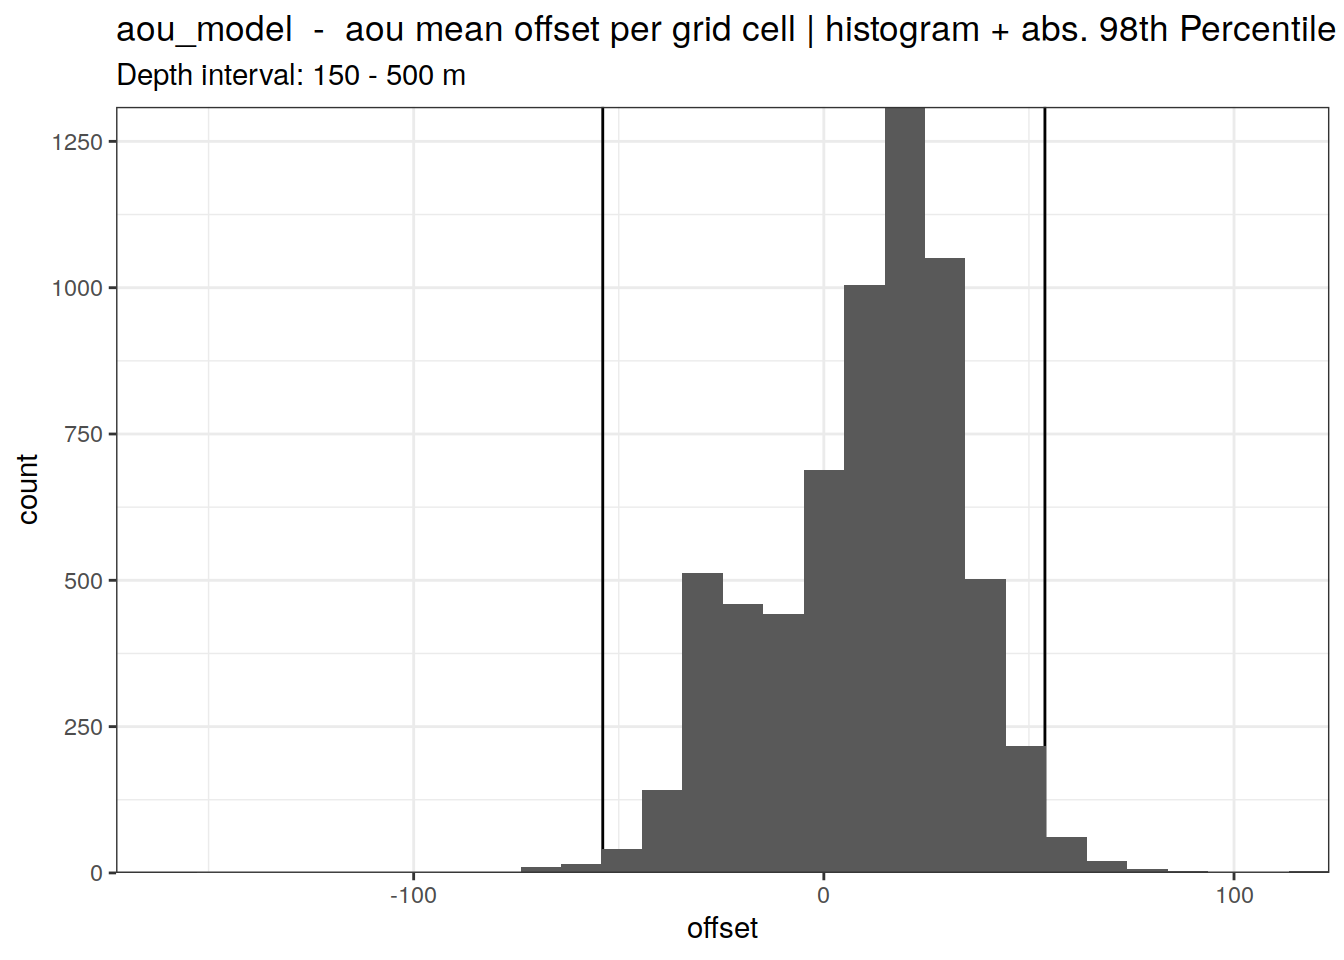 aou_model  -  aou mean offset per grid cell | histogram + abs. 98th Percentile
Depth interval: 150 - 500 m
1250
1000
750
500
250
0
count
-100
0
100
offset